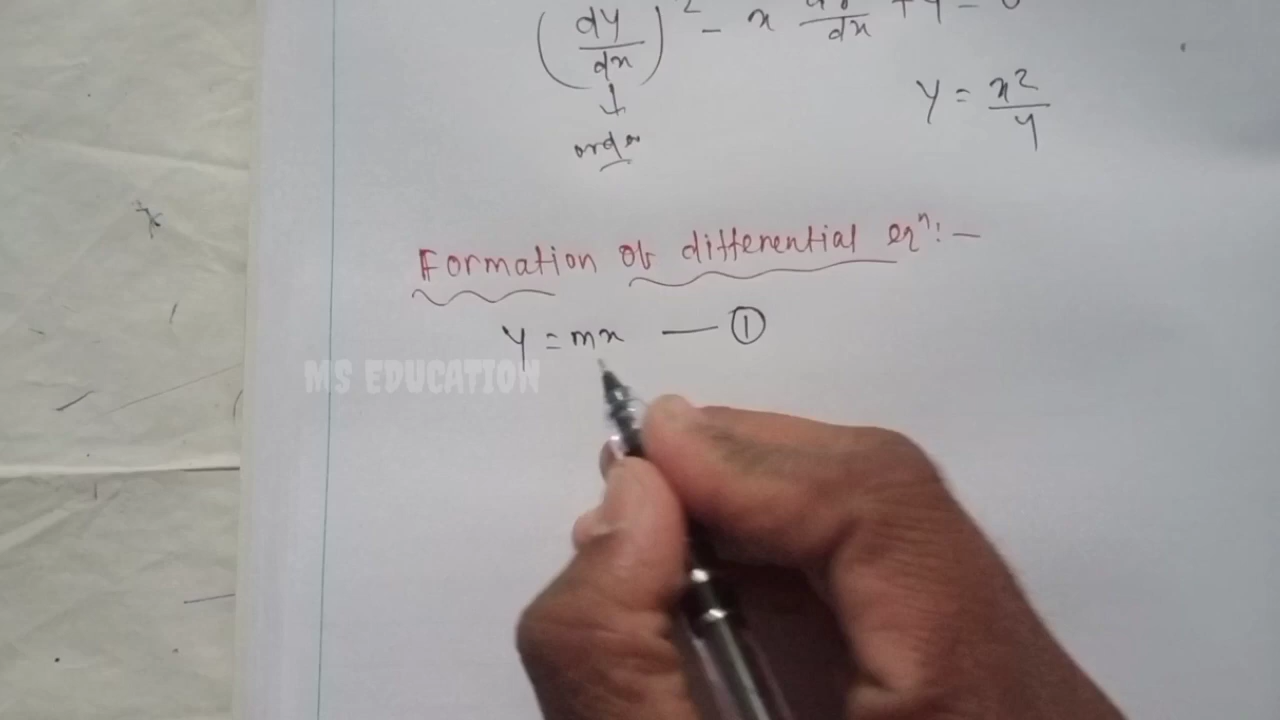 (dy/dx)² - x dy/dx + y = 0
↓
order
y = x²/4
Formation of differential eqⁿ: —
y = mx — ①
MS EDUCATION